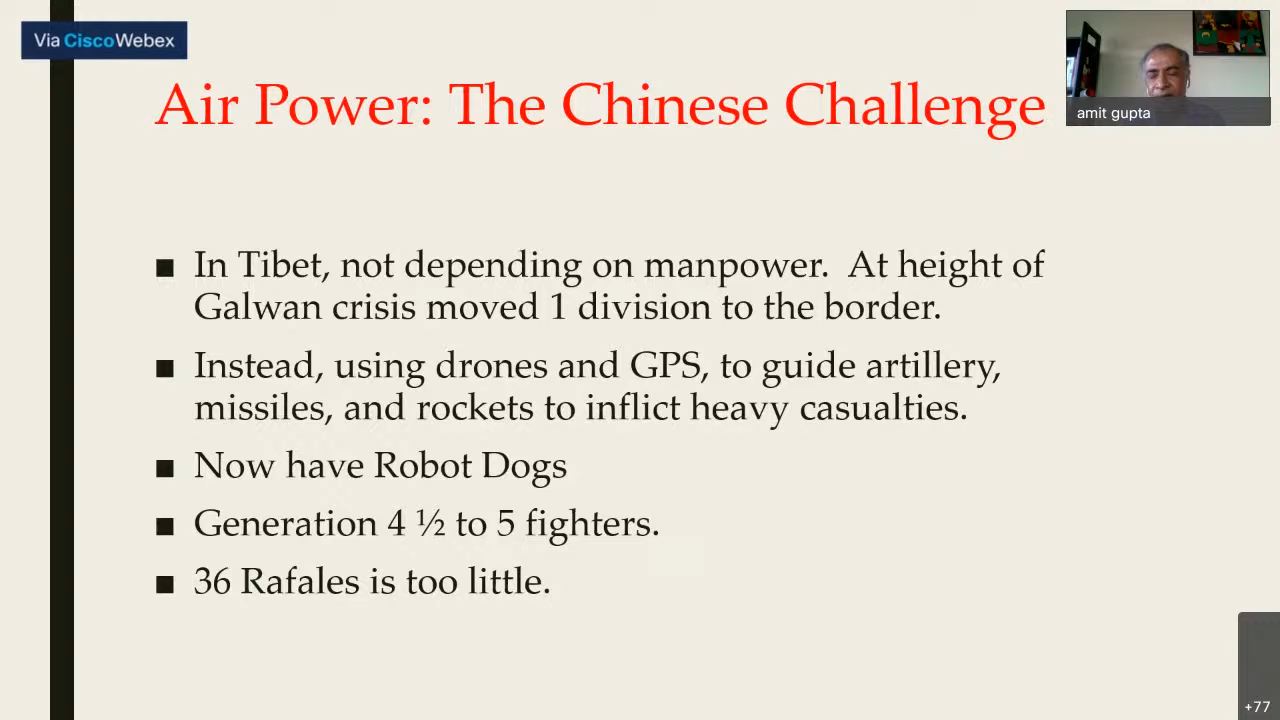 Via Cisco Webex
Air Power: The Chinese Challenge
amit gupta
■ In Tibet, not depending on manpower.  At height of
Galwan crisis moved 1 division to the border.
■ Instead, using drones and GPS, to guide artillery,
missiles, and rockets to inflict heavy casualties.
■ Now have Robot Dogs
■ Generation 4 ½ to 5 fighters.
■ 36 Rafales is too little.
+77